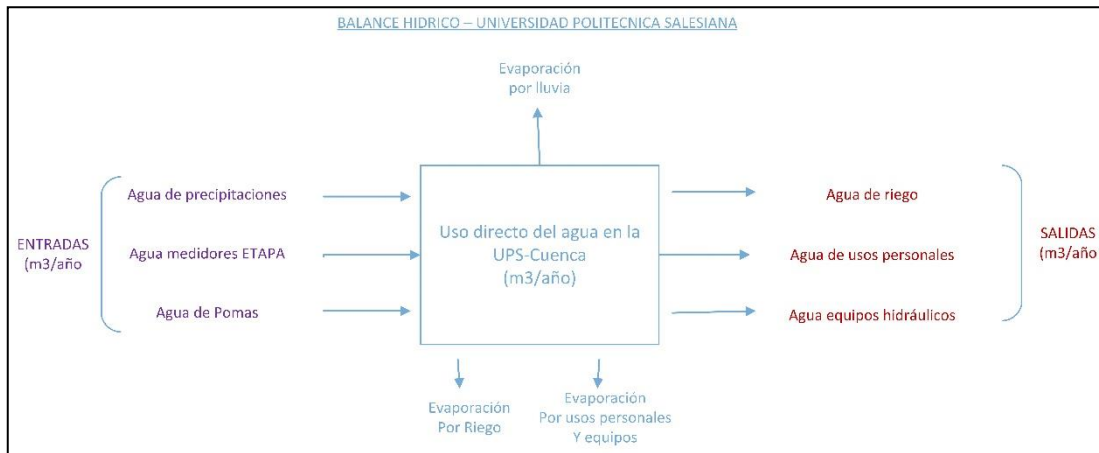 BALANCE HIDRICO – UNIVERSIDAD POLITECNICA SALESIANA
Evaporación
por lluvia
ENTRADAS
(m3/año
Agua de precipitaciones
Agua medidores ETAPA
Agua de Pomas
Uso directo del agua en la
UPS-Cuenca
(m3/año)
Agua de riego
Agua de usos personales
Agua equipos hidráulicos
SALIDAS
(m3/año
Evaporación
Por Riego
Evaporación
Por usos personales
Y equipos